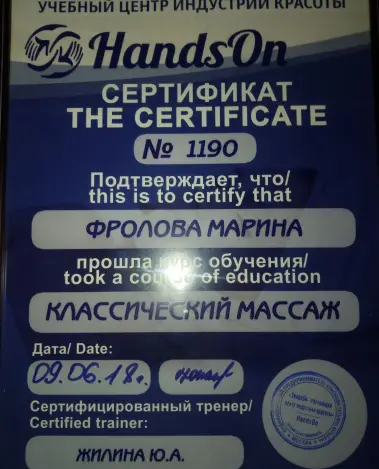 УЧЕБНЫЙ ЦЕНТР ИНДУСТРИИ КРАСОТЫ
HandsOn
СЕРТИФИКАТ
THE CERTIFICATE
№ 1190
Подтверждает, что/
this is to certify that
ФРОЛОВА МАРИНА
прошла курс обучения/
took a course of education
КЛАССИЧЕСКИЙ МАССАЖ
Дата/ Date:
09.06.18г.
Сертифицированный тренер/
Certified trainer:
ЖИЛИНА Ю.А.